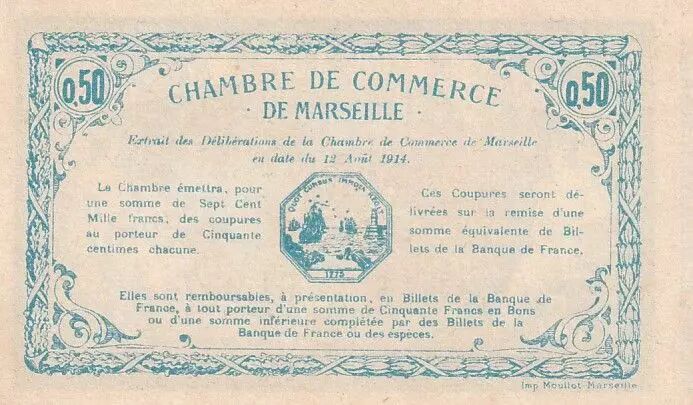 0,50
0,50
CHAMBRE DE COMMERCE
· DE MARSEILLE ·
Extrait des Délibérations de la Chambre de Commerce de Marseille
en date du 12 Août 1914.
La Chambre émettra, pour
une somme de Sept Cent
Mille francs, des coupures
au porteur de Cinquante
centimes chacune.
1775
Ces Coupures seront dé-
livrées sur la remise d'une
somme équivalente de Bil-
lets de la Banque de France.
Elles sont remboursables, à présentation, en Billets de la Banque de
France, à tout porteur d'une somme de Cinquante Francs en Bons
ou d'une somme inférieure complétée par des Billets de la
Banque de France ou des espèces.
Imp Moullot Marseille